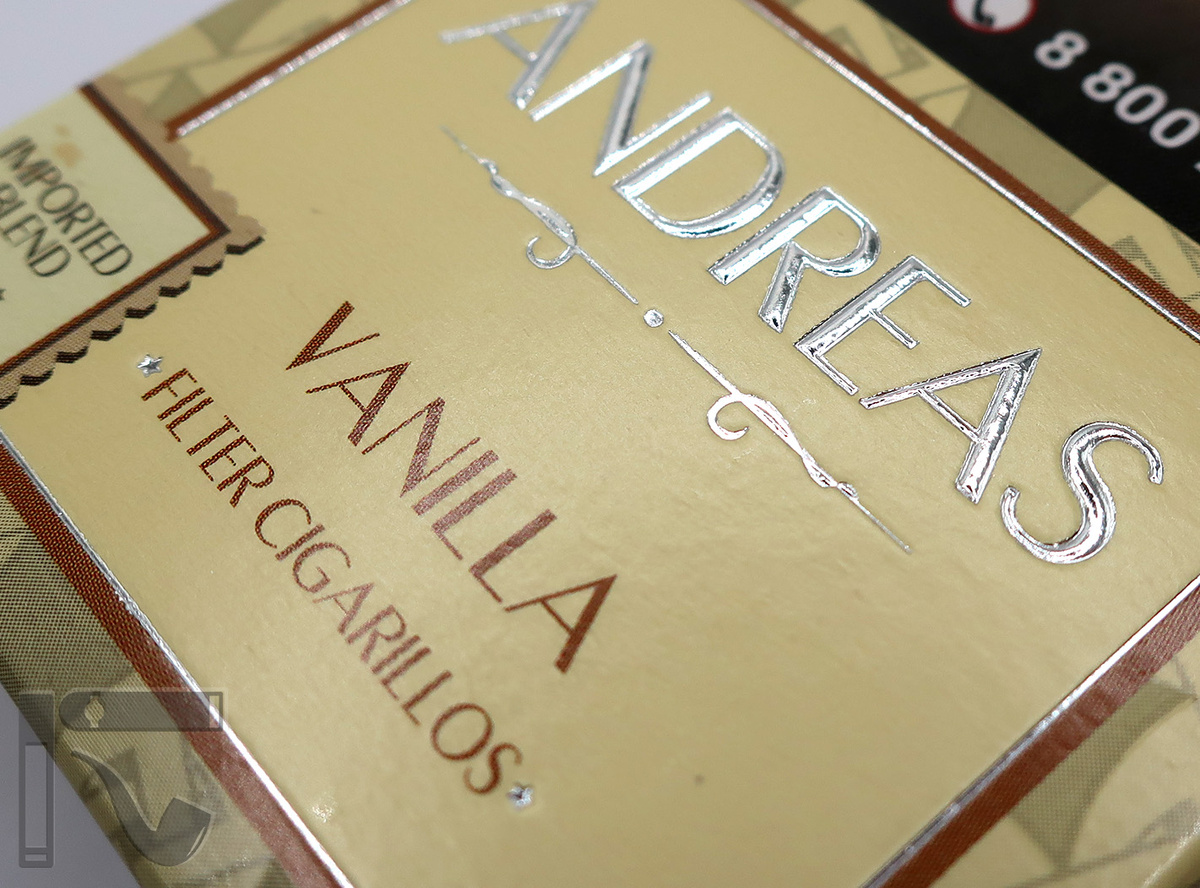 8 800
ANDREAS
IMPORTED
BLEND
VANILLA
FILTER CIGARILLOS